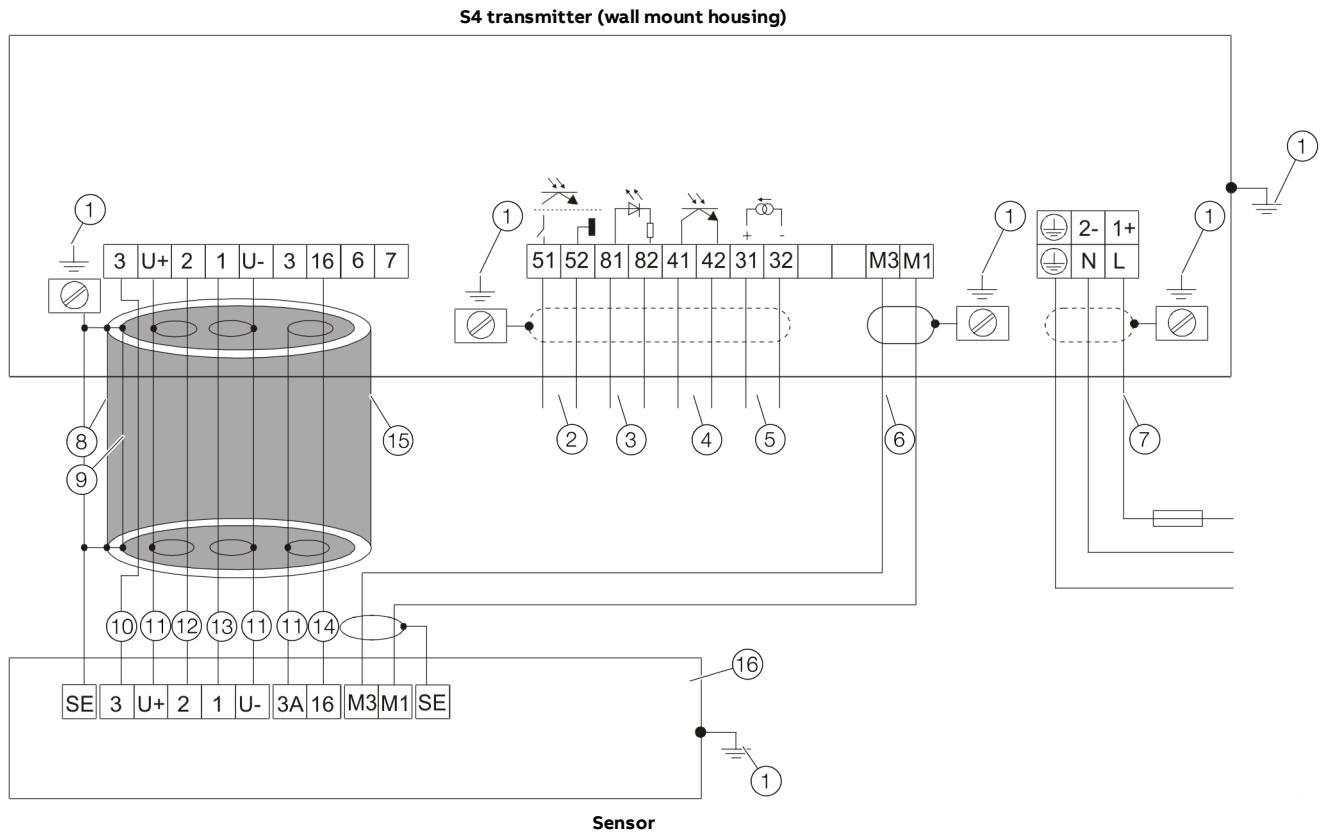 S4 transmitter (wall mount housing)
1
1 1 1 1
2- 1+
3 U+ 2 1 U- 3 16 6 7 51 52 81 82 41 42 31 32 M3 M1 N L
+ -
8 15 2 3 4 5 6 7
9
10 11 12 13 11 11 14
16
SE 3 U+ 2 1 U- 3A 16 M3 M1 SE
1
Sensor